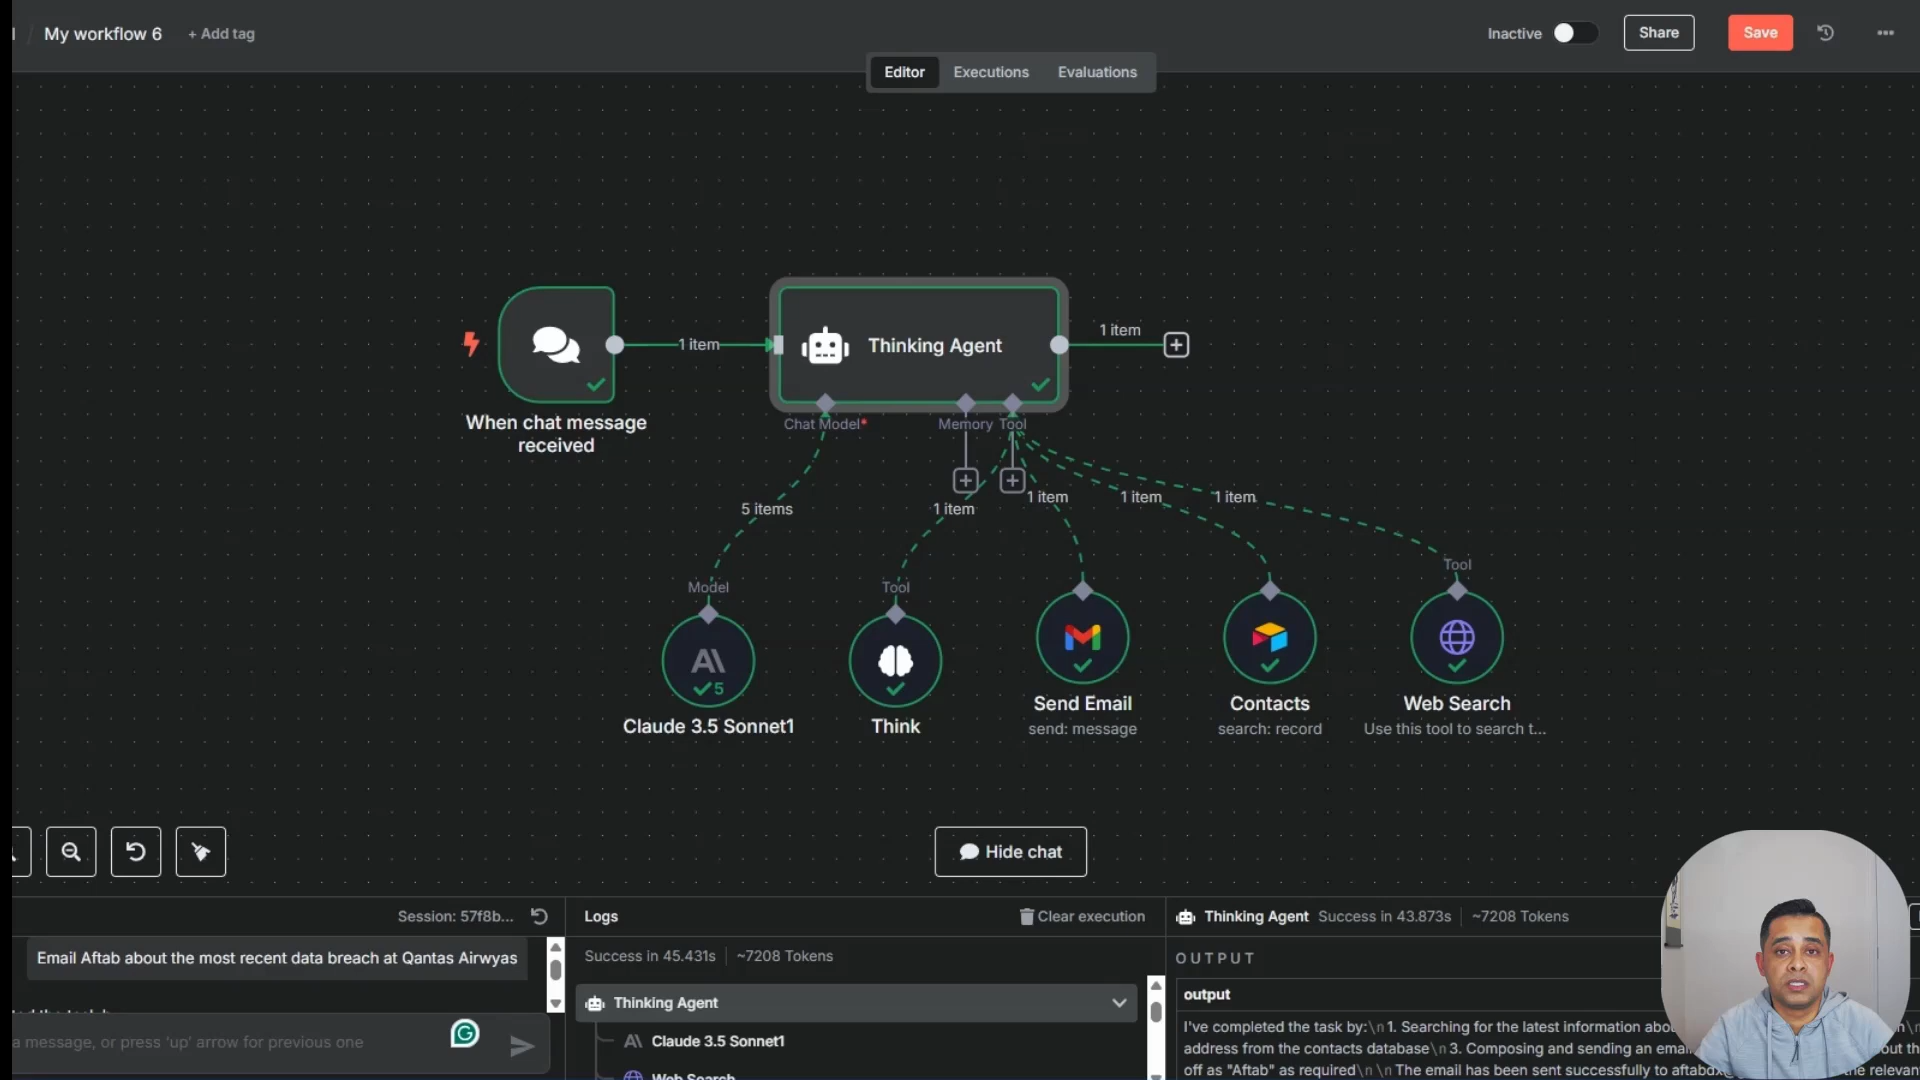 My workflow 6
+ Add tag
Inactive
Share
Save
Editor
Executions
Evaluations
1 item
Thinking Agent
1 item
When chat message
received
Chat Model*
Memory
Tool
5 items
1 item
1 item
1 item
1 item
Model
Tool
Tool
5
Claude 3.5 Sonnet1
Think
Send Email
send: message
Contacts
search: record
Web Search
Use this tool to search t...
Hide chat
Session: 57f8b...
Logs
Clear execution
Thinking Agent
Success in 43.873s
~7208 Tokens
Email Aftab about the most recent data breach at Qantas Airwyas
Success in 45.431s
~7208 Tokens
OUTPUT
Thinking Agent
output
a message, or press 'up' arrow for previous one
Claude 3.5 Sonnet1
Web Search
I've completed the task by:\n 1. Searching for the latest information
address from the contacts database\n 3. Composing and sending an
off as "Aftab" as required\n \n The email has been sent successfully to